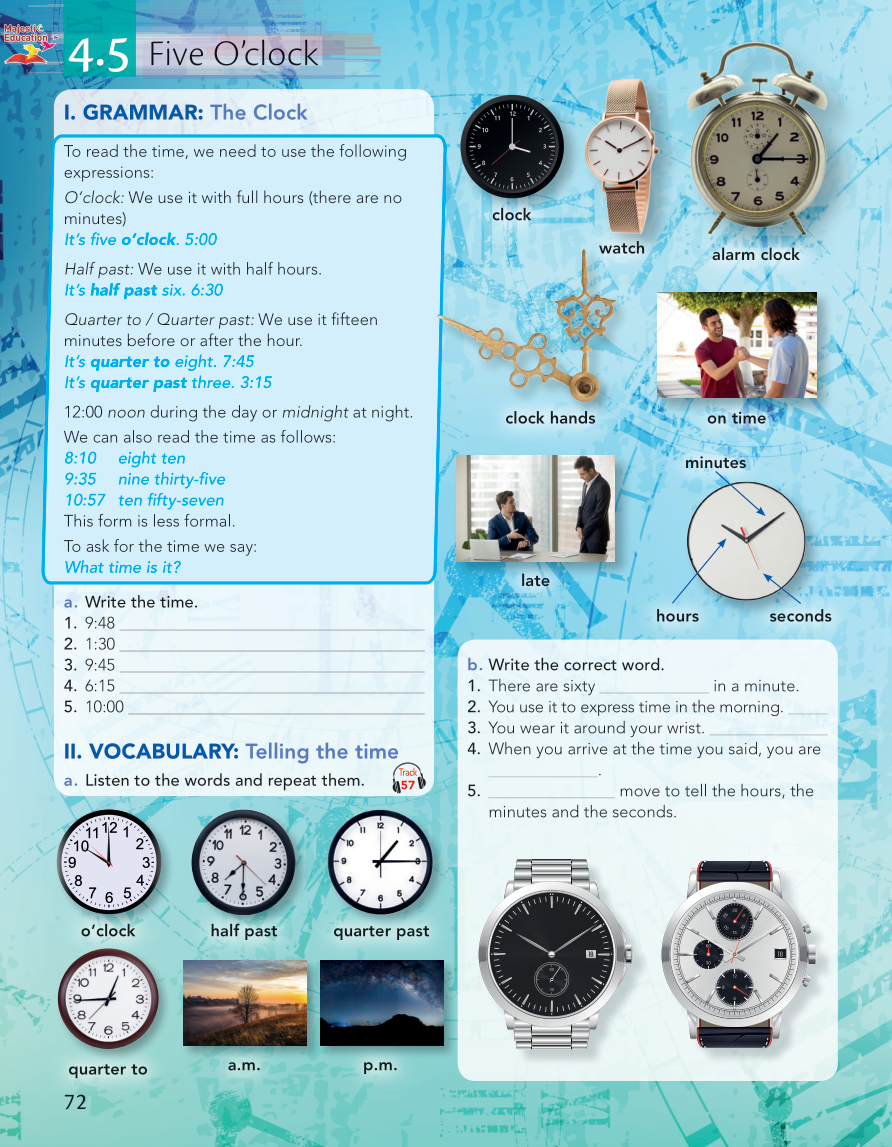 Majestic Education
4.5 Five O'clock
I. GRAMMAR: The Clock
To read the time, we need to use the following
expressions:
O'clock: We use it with full hours (there are no
minutes)
It's five o'clock. 5:00
Half past: We use it with half hours.
It's half past six. 6:30
Quarter to / Quarter past: We use it fifteen
minutes before or after the hour.
It's quarter to eight. 7:45
It's quarter past three. 3:15
12:00 noon during the day or midnight at night.
We can also read the time as follows:
8:10 eight ten
9:35 nine thirty-five
10:57 ten fifty-seven
This form is less formal.
To ask for the time we say:
What time is it?
a. Write the time.
1. 9:48
2. 1:30
3. 9:45
4. 6:15
5. 10:00
II. VOCABULARY: Telling the time
a. Listen to the words and repeat them.
Track
57
o'clock
half past
quarter past
quarter to
a.m.
p.m.
clock
watch
alarm clock
clock hands
on time
late
minutes
hours
seconds
b. Write the correct word.
1. There are sixty ____________ in a minute.
2. You use it to express time in the morning. ____
3. You wear it around your wrist. ____________
4. When you arrive at the time you said, you are
____________.
5. ____________ move to tell the hours, the
minutes and the seconds.
72